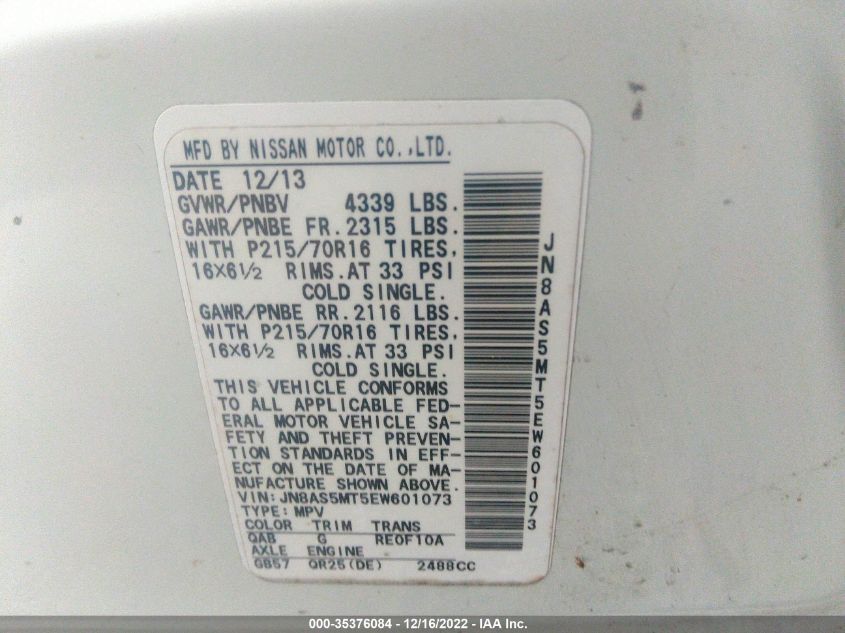 MFD BY NISSAN MOTOR CO.,LTD.
DATE 12/13
GVWR/PNBV 4339 LBS.
GAWR/PNBE FR.2315 LBS.
WITH P215/70R16 TIRES,
16X6½ RIMS.AT 33 PSI
COLD SINGLE.
GAWR/PNBE RR.2116 LBS.
WITH P215/70R16 TIRES,
16X6½ RIMS.AT 33 PSI
COLD SINGLE.
THIS VEHICLE CONFORMS
TO ALL APPLICABLE FED-
ERAL MOTOR VEHICLE SA-
FETY AND THEFT PREVEN-
TION STANDARDS IN EFF-
ECT ON THE DATE OF MA-
NUFACTURE SHOWN ABOVE.
VIN:JN8AS5MT5EW601073
TYPE:MPV
COLOR TRIM TRANS
QAB G RE0F10A
AXLE ENGINE
GB57 QR25(DE) 2488CC
JN8AS5MT5EW601073
000-35376084 - 12/16/2022 - IAA Inc.